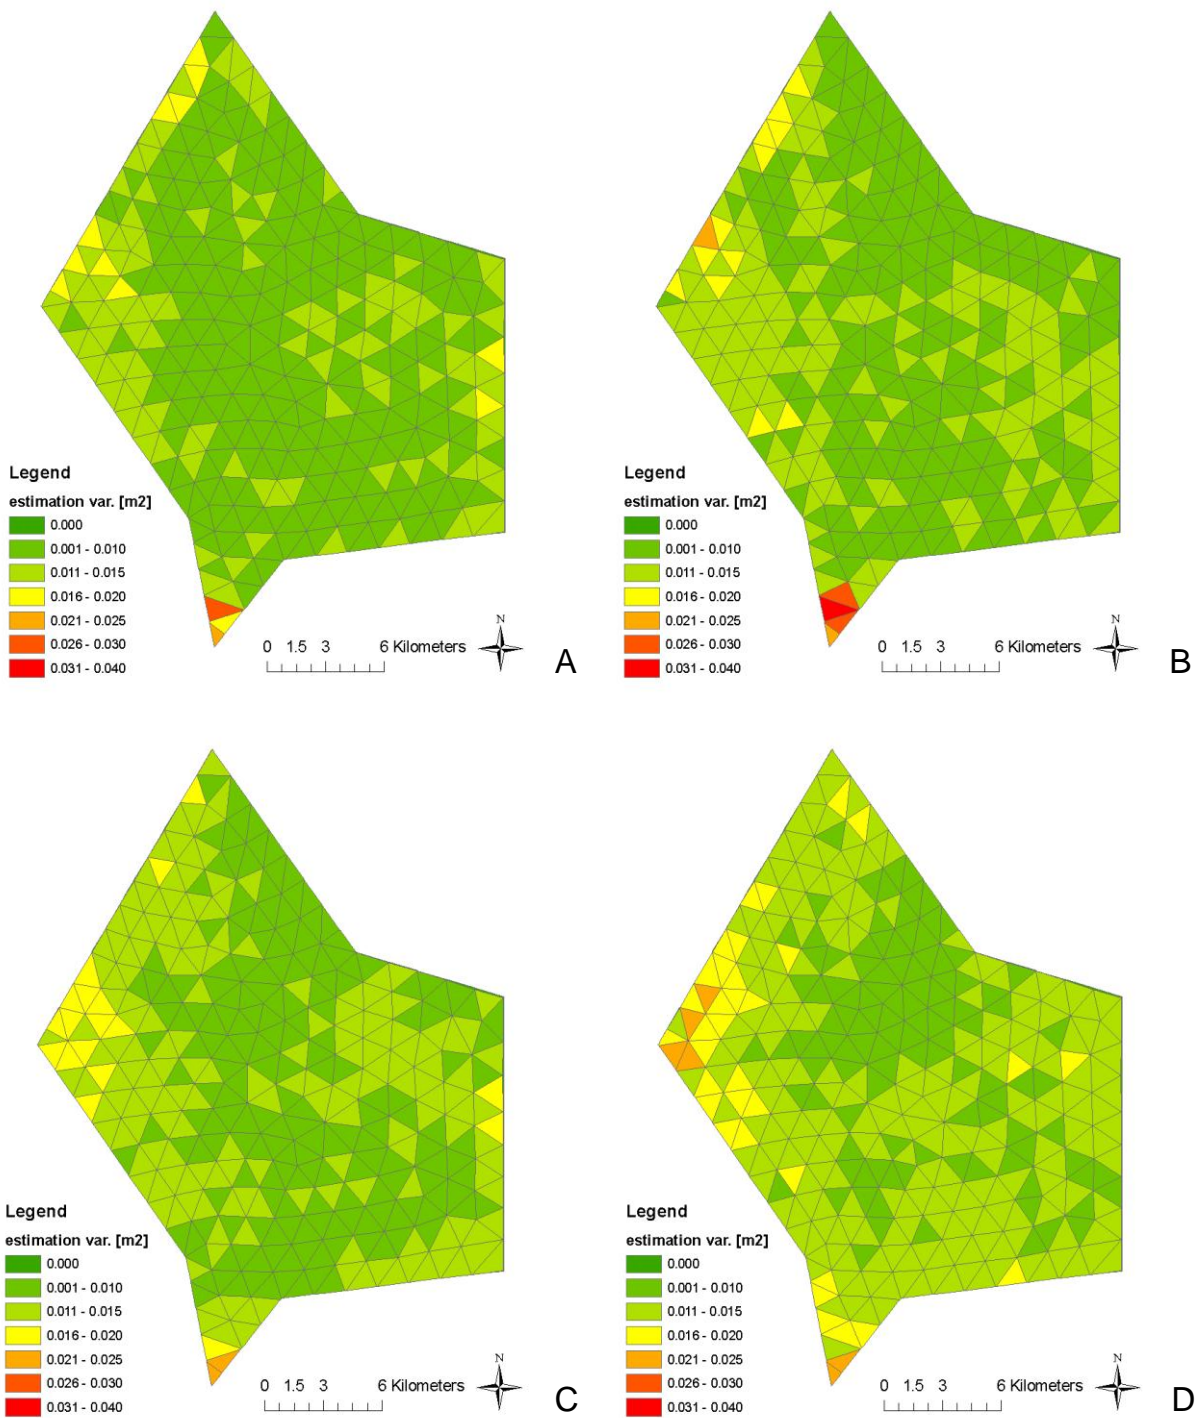 Legend
estimation var. [m2]
0.000
0.001 - 0.010
0.011 - 0.015
0.016 - 0.020
0.021 - 0.025
0.026 - 0.030
0.031 - 0.040
N
0 1.5 3 6 Kilometers
A
Legend
estimation var. [m2]
0.000
0.001 - 0.010
0.011 - 0.015
0.016 - 0.020
0.021 - 0.025
0.026 - 0.030
0.031 - 0.040
N
0 1.5 3 6 Kilometers
B
Legend
estimation var. [m2]
0.000
0.001 - 0.010
0.011 - 0.015
0.016 - 0.020
0.021 - 0.025
0.026 - 0.030
0.031 - 0.040
N
0 1.5 3 6 Kilometers
C
Legend
estimation var. [m2]
0.000
0.001 - 0.010
0.011 - 0.015
0.016 - 0.020
0.021 - 0.025
0.026 - 0.030
0.031 - 0.040
N
0 1.5 3 6 Kilometers
D